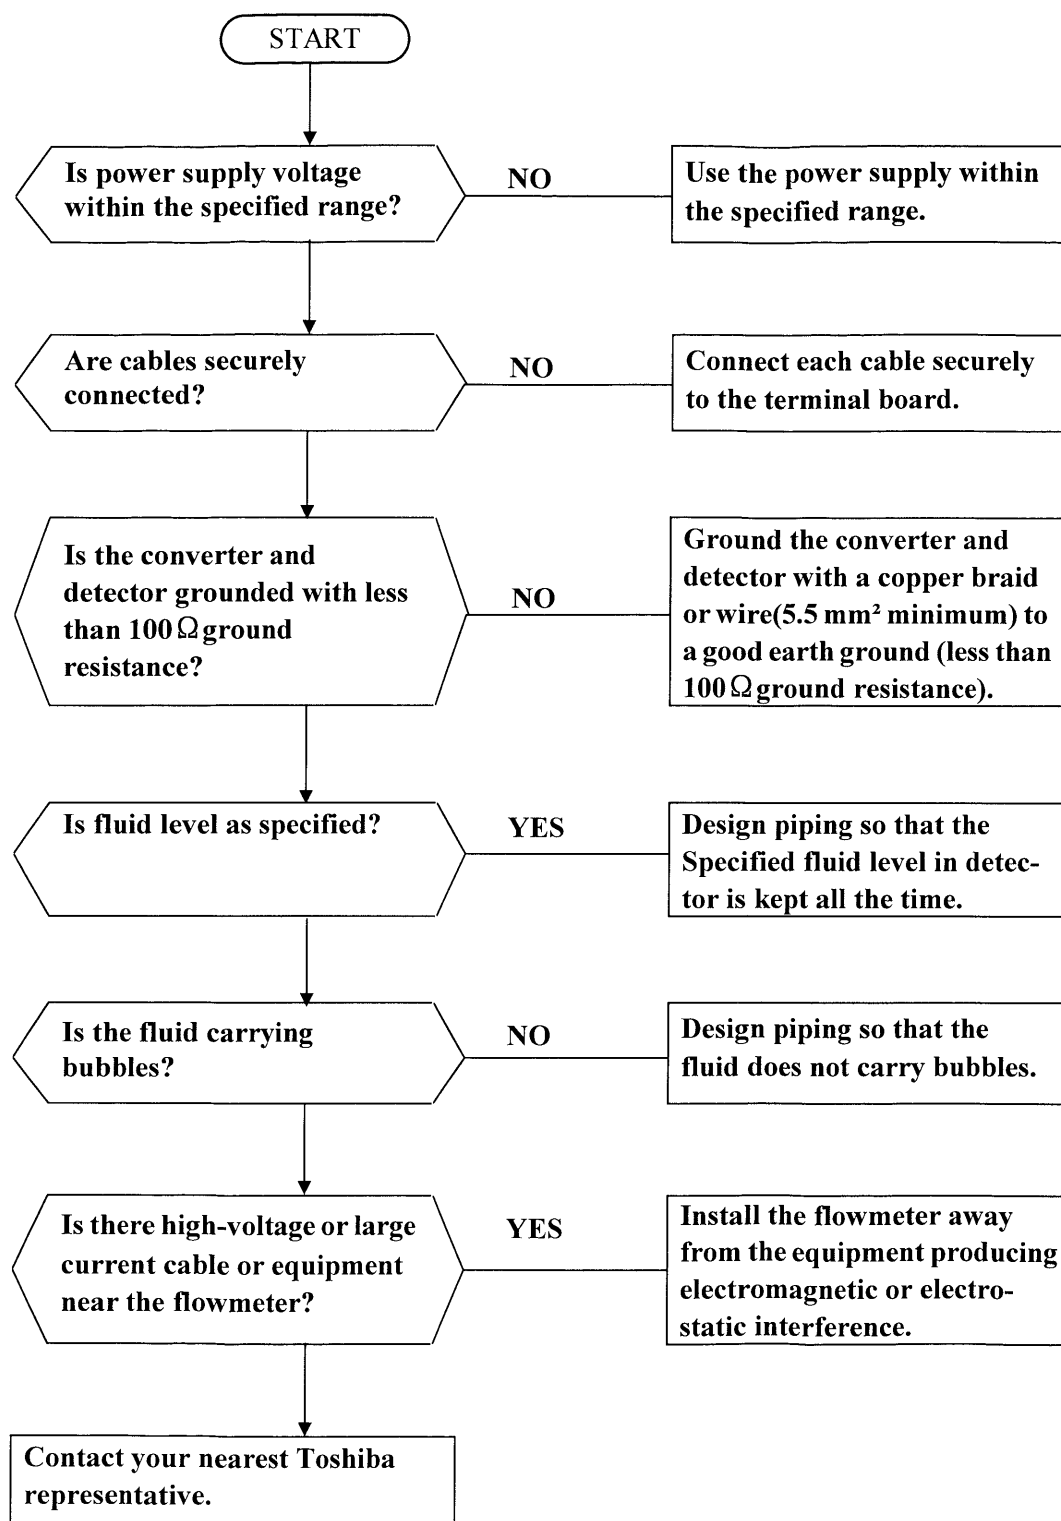 START
Is power supply voltage
within the specified range?
NO
Use the power supply within
the specified range.
Are cables securely
connected?
NO
Connect each cable securely
to the terminal board.
Is the converter and
detector grounded with less
than 100Ω ground
resistance?
NO
Ground the converter and
detector with a copper braid
or wire(5.5 mm² minimum) to
a good earth ground (less than
100Ω ground resistance).
Is fluid level as specified?
YES
Design piping so that the
Specified fluid level in detec-
tor is kept all the time.
Is the fluid carrying
bubbles?
NO
Design piping so that the
fluid does not carry bubbles.
Is there high-voltage or large
current cable or equipment
near the flowmeter?
YES
Install the flowmeter away
from the equipment producing
electromagnetic or electro-
static interference.
Contact your nearest Toshiba
representative.